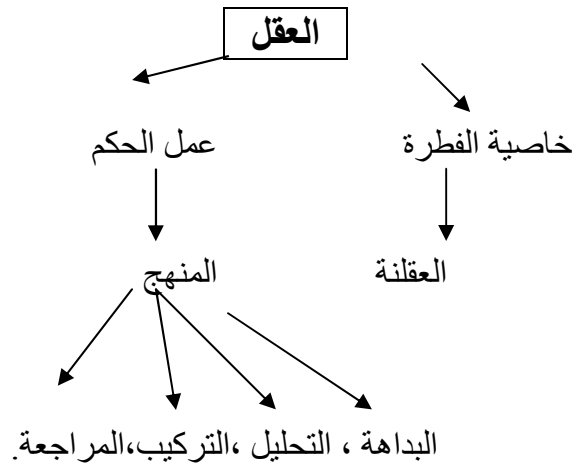 العقل
خاصية الفطرة
عمل الحكم
العقلنة
المنهج
البداهة ، التحليل ،التركيب،المراجعة.